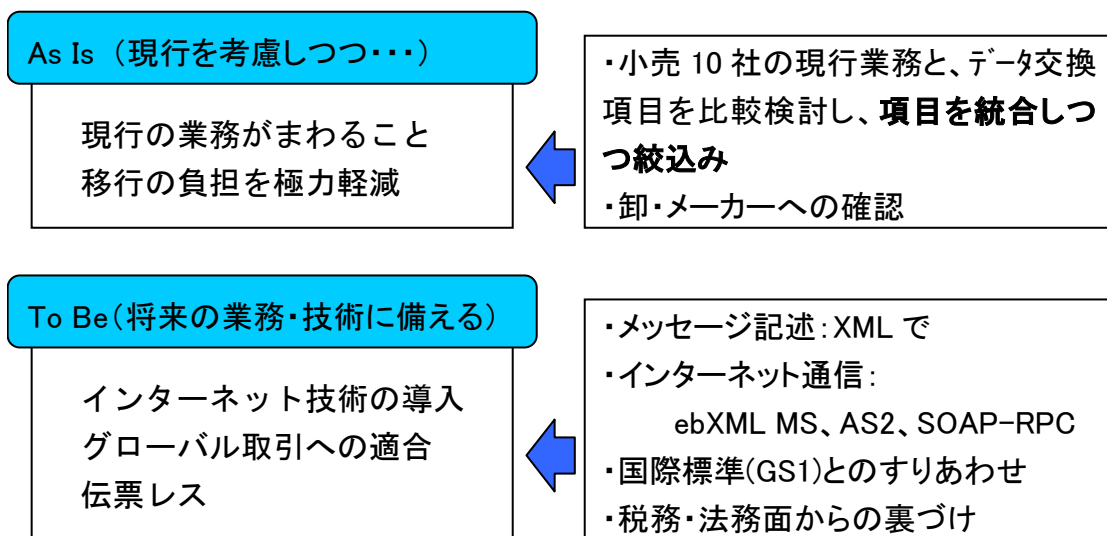 As Is （現行を考慮しつつ・・・）
現行の業務がまわること
移行の負担を極力軽減
・小売 10 社の現行業務と、ﾃﾞｰﾀ交換
項目を比較検討し、項目を統合しつ
つ絞込み
・卸・メーカーへの確認
To Be（将来の業務・技術に備える）
インターネット技術の導入
グローバル取引への適合
伝票レス
・メッセージ記述：XML で
・インターネット通信：
ebXML MS、AS2、SOAP-RPC
・国際標準(GS1)とのすりあわせ
・税務・法務面からの裏づけ